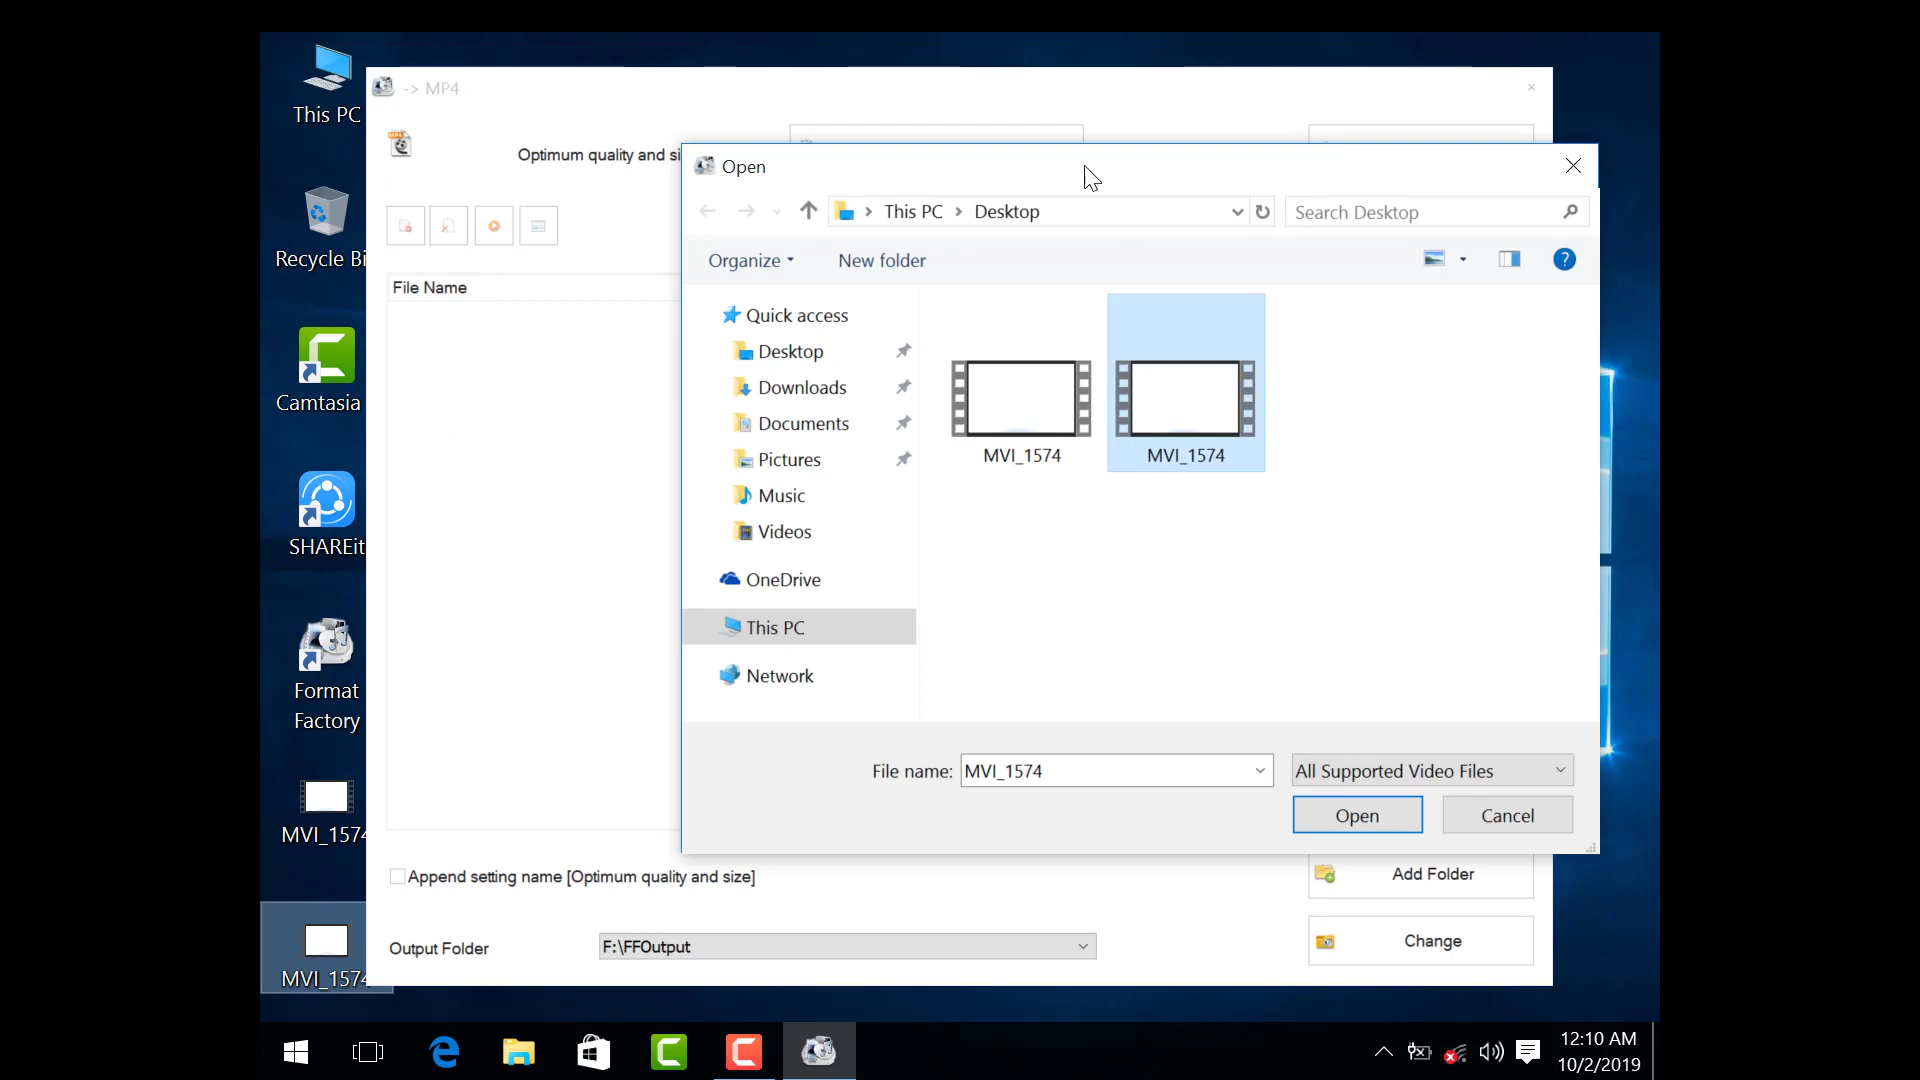 This PC
Recycle Bi
Camtasia
SHAREit
Format
Factory
MVI_1574
MVI_1574
-> MP4
Optimum quality and si
File Name
Append setting name [Optimum quality and size]
Output Folder
F:\FFOutput
Add Folder
Change
Open
This PC
Desktop
Search Desktop
Organize
New folder
?
Quick access
Desktop
Downloads
Documents
Pictures
Music
Videos
OneDrive
This PC
Network
MVI_1574
MVI_1574
File name:
MVI_1574
All Supported Video Files
Open
Cancel
12:10 AM
10/2/2019